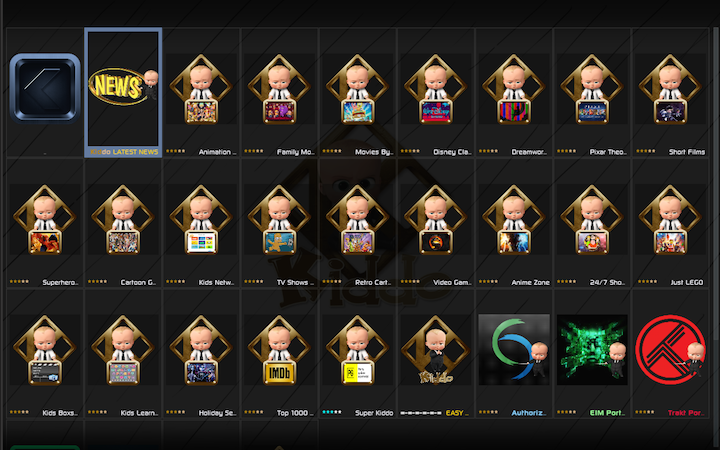 NEWS
do LATEST NEWS
Animation ..
Family Mo..
Movies By..
Disney Cla..
Dreamwor..
Pixar Theo..
Short Films
Superhero..
Cartoon G..
Kids Netw..
TV Shows ..
Retro Cart..
Video Gam..
Anime Zone
24/7 Sho..
Just LEGO
Kiddo
IMDb
Kiddo
Kids Boxs..
Kids Learn..
Holiday Se..
Top 1000 ..
Super Kiddo
EASY ..
Authoriz..
EIM Port..
Trakt Por..